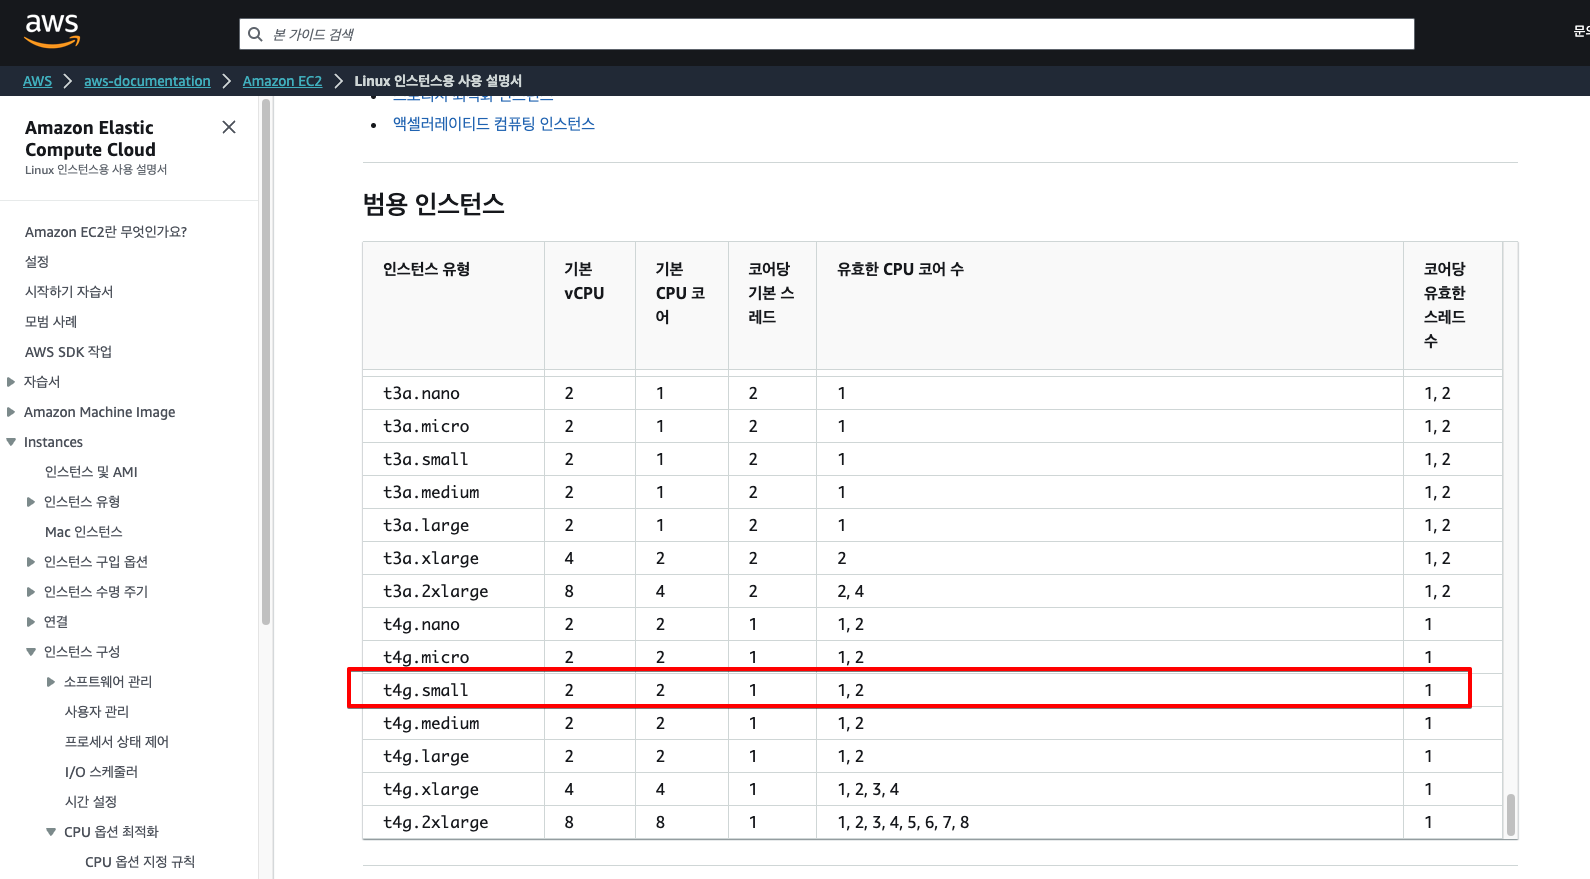 aws
본 가이드 검색
AWS
aws-documentation
Amazon EC2
Linux 인스턴스용 사용 설명서
Amazon Elastic
Compute Cloud
Linux 인스턴스용 사용 설명서
Amazon EC2란 무엇인가요?
설정
시작하기 자습서
모범 사례
AWS SDK 작업
자습서
Amazon Machine Image
Instances
인스턴스 및 AMI
인스턴스 유형
Mac 인스턴스
인스턴스 구입 옵션
인스턴스 수명 주기
연결
인스턴스 구성
소프트웨어 관리
사용자 관리
프로세서 상태 제어
I/O 스케줄러
시간 설정
CPU 옵션 최적화
CPU 옵션 지정 규칙
액셀러레이티드 컴퓨팅 인스턴스
범용 인스턴스
인스턴스 유형 기본 vCPU 기본 CPU 코어 코어당 기본 스레드 유효한 CPU 코어 수 코어당 유효한 스레드 수
t3a.nano 2 1 2 1 1, 2
t3a.micro 2 1 2 1 1, 2
t3a.small 2 1 2 1 1, 2
t3a.medium 2 1 2 1 1, 2
t3a.large 2 1 2 1 1, 2
t3a.xlarge 4 2 2 2 1, 2
t3a.2xlarge 8 4 2 2, 4 1, 2
t4g.nano 2 2 1 1, 2 1
t4g.micro 2 2 1 1, 2 1
t4g.small 2 2 1 1, 2 1
t4g.medium 2 2 1 1, 2 1
t4g.large 2 2 1 1, 2 1
t4g.xlarge 4 4 1 1, 2, 3, 4 1
t4g.2xlarge 8 8 1 1, 2, 3, 4, 5, 6, 7, 8 1